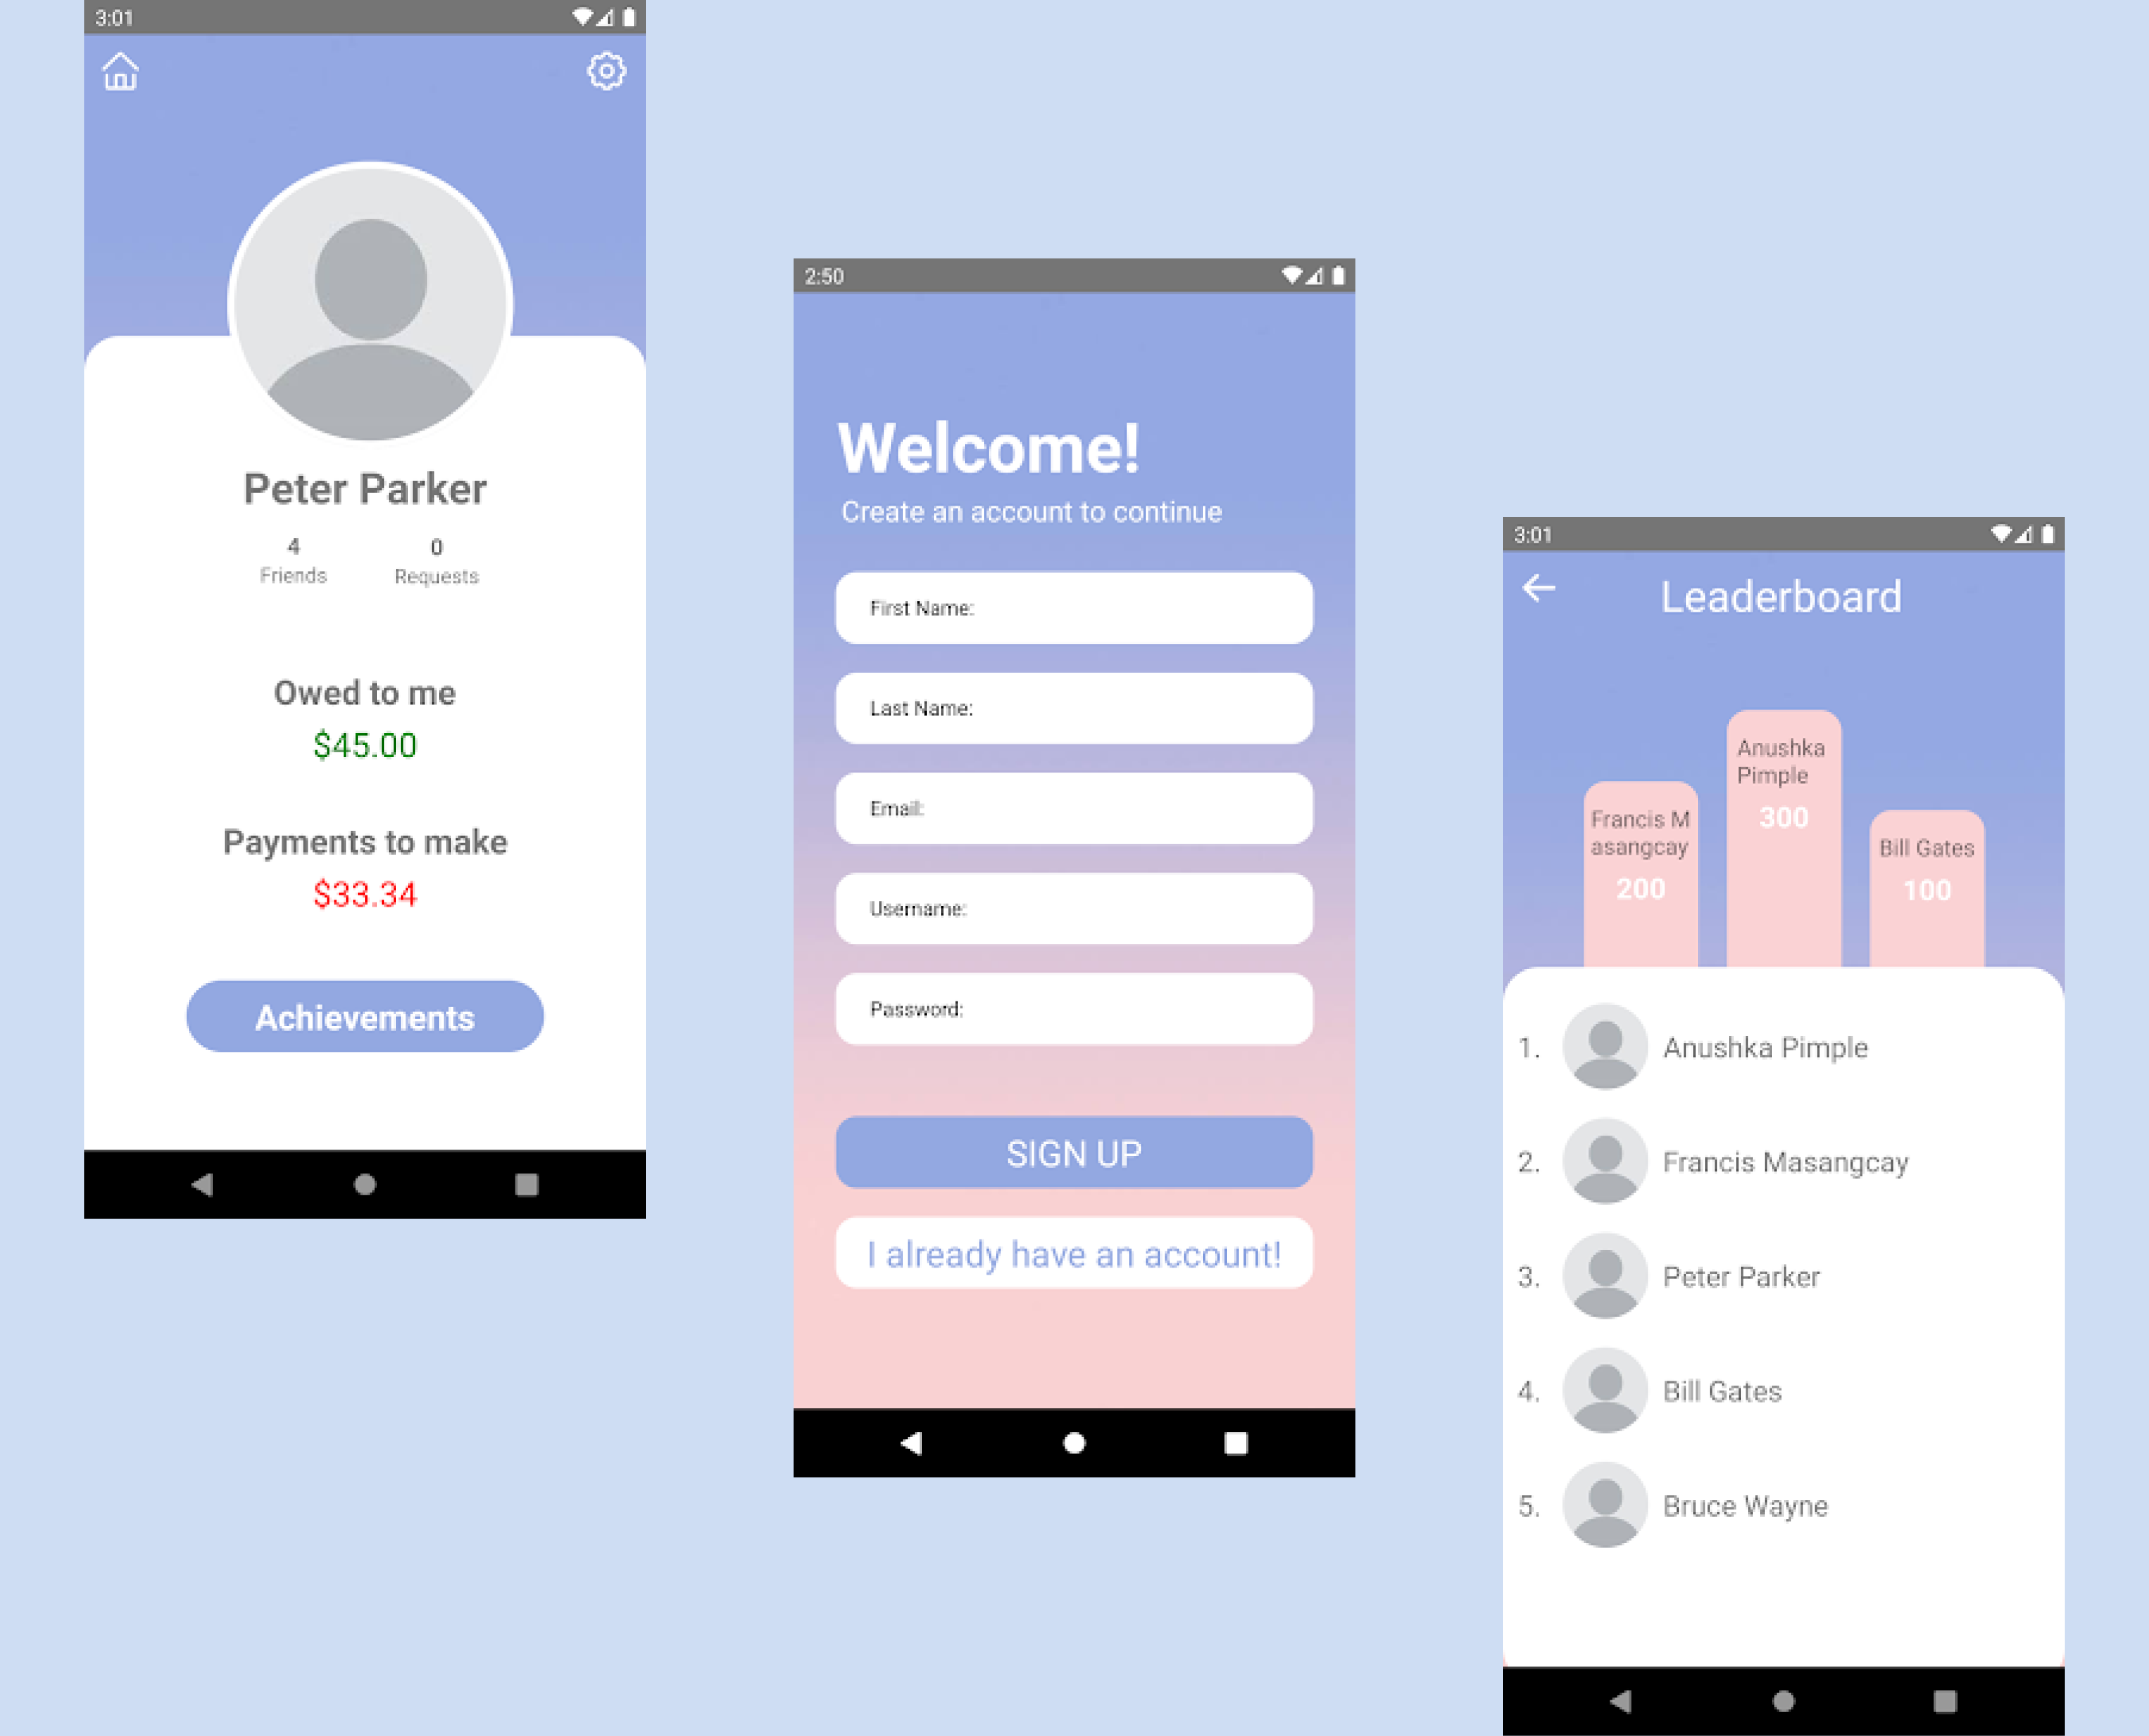 3:01
Peter Parker
4
Friends
0
Requests
Owed to me
$45.00
Payments to make
$33.34
Achievements
2:50
Welcome!
Create an account to continue
First Name:
Last Name:
Email:
Username:
Password:
SIGN UP
I already have an account!
3:01
Leaderboard
Francis M
asangcay
200
Anushka
Pimple
300
Bill Gates
100
1. Anushka Pimple
2. Francis Masangcay
3. Peter Parker
4. Bill Gates
5. Bruce Wayne